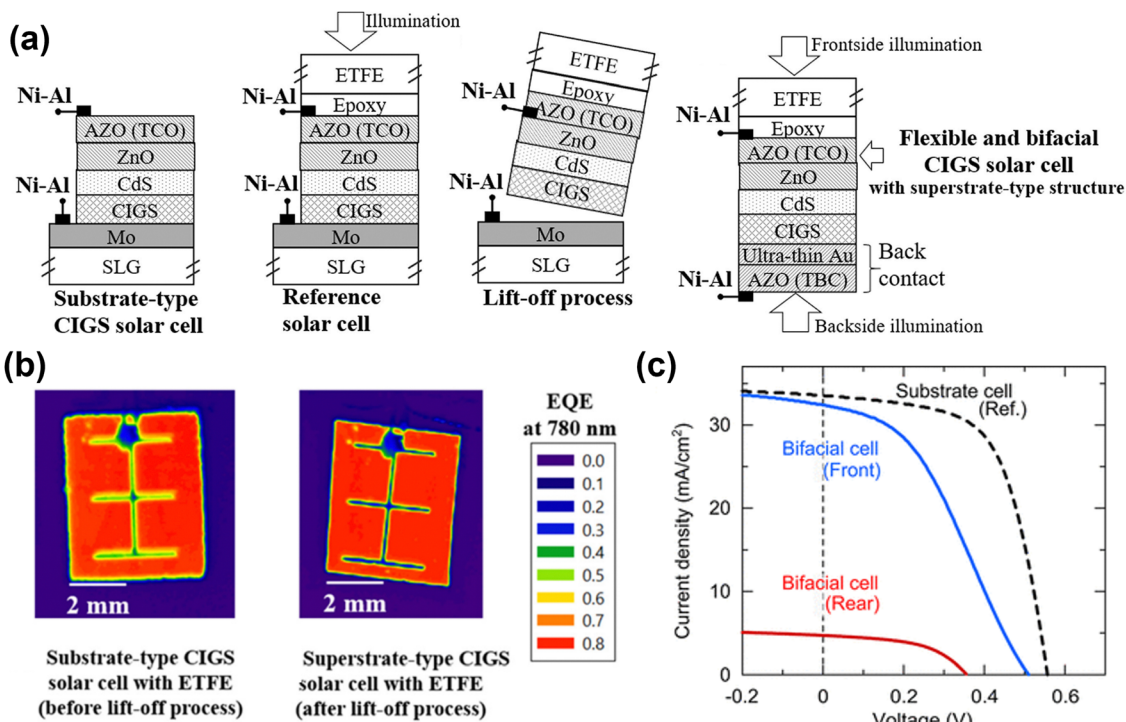 (a)
Ni-Al
AZO (TCO)
ZnO
CdS
Ni-Al
CIGS
Mo
SLG
Substrate-type
CIGS solar cell
Illumination
ETFE
Ni-Al
Epoxy
AZO (TCO)
ZnO
CdS
Ni-Al
CIGS
Mo
SLG
Reference
solar cell
ETFE
Epoxy
Ni-Al
AZO (TCO)
ZnO
CdS
CIGS
Ni-Al
Mo
SLG
Lift-off process
Frontside illumination
ETFE
Ni-Al
Epoxy
AZO (TCO)
ZnO
CdS
CIGS
Ultra-thin Au
AZO (TBC)
Ni-Al
Back
contact
Backside illumination
Flexible and bifacial
CIGS solar cell
with superstrate-type structure
(b)
2 mm
Substrate-type CIGS
solar cell with ETFE
(before lift-off process)
2 mm
Superstrate-type CIGS
solar cell with ETFE
(after lift-off process)
EQE
at 780 nm
0.0
0.1
0.2
0.3
0.4
0.5
0.6
0.7
0.8
(c)
Current density (mA/cm²)
30
20
10
0
Substrate cell
(Ref.)
Bifacial cell
(Front)
Bifacial cell
(Rear)
-0.2 0 0.2 0.4 0.6
Voltage (V)